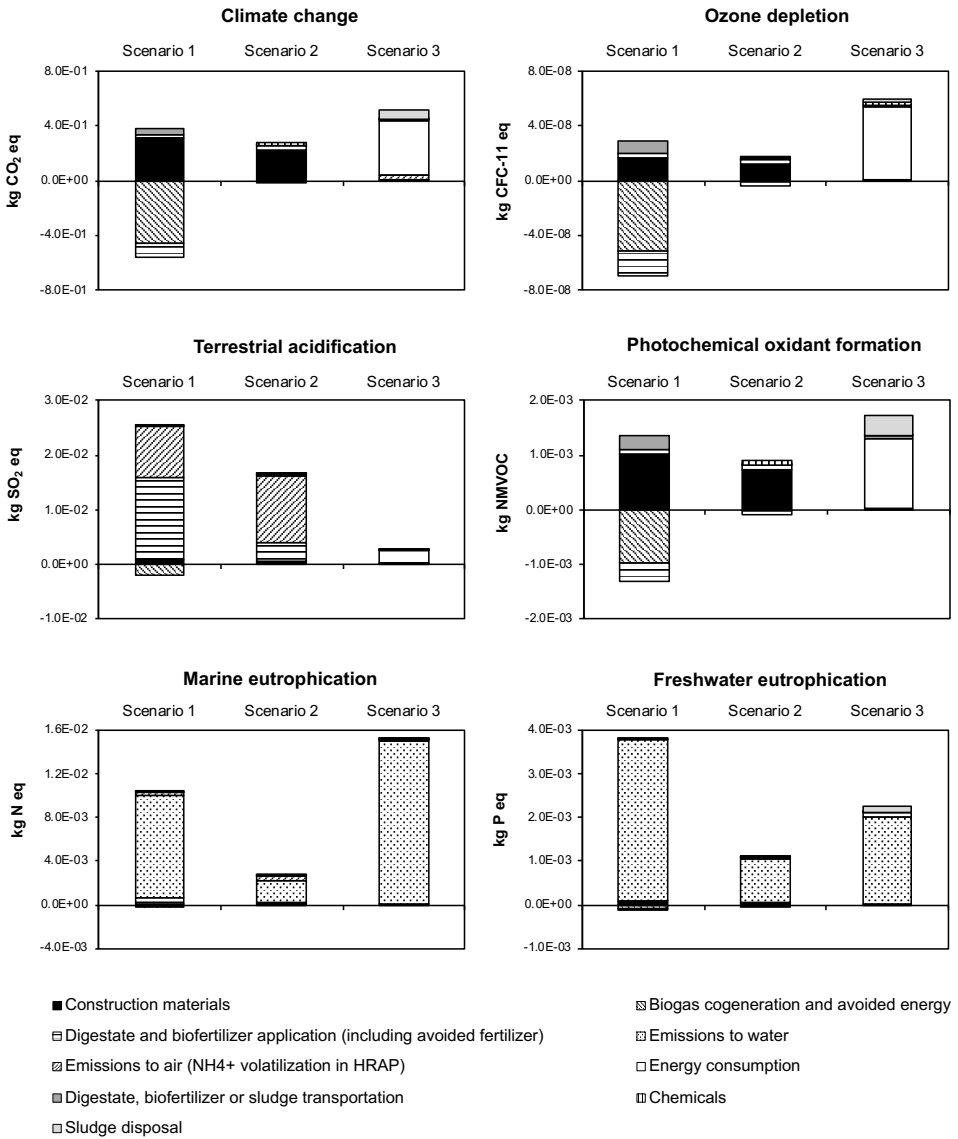 Climate change
Ozone depletion
Scenario 1 Scenario 2 Scenario 3
Scenario 1 Scenario 2 Scenario 3
8.0E-01
4.0E-01
0.0E+00
-4.0E-01
-8.0E-01
kg CO₂ eq
8.0E-08
4.0E-08
0.0E+00
-4.0E-08
-8.0E-08
kg CFC-11 eq
Terrestrial acidification
Photochemical oxidant formation
Scenario 1 Scenario 2 Scenario 3
Scenario 1 Scenario 2 Scenario 3
3.0E-02
2.0E-02
1.0E-02
0.0E+00
-1.0E-02
kg SO₂ eq
2.0E-03
1.0E-03
0.0E+00
-1.0E-03
-2.0E-03
kg NMVOC
Marine eutrophication
Freshwater eutrophication
Scenario 1 Scenario 2 Scenario 3
Scenario 1 Scenario 2 Scenario 3
1.6E-02
1.2E-02
8.0E-03
4.0E-03
0.0E+00
-4.0E-03
kg N eq
4.0E-03
3.0E-03
2.0E-03
1.0E-03
0.0E+00
-1.0E-03
kg P eq
Construction materials
Biogas cogeneration and avoided energy
Digestate and biofertilizer application (including avoided fertilizer)
Emissions to water
Emissions to air (NH4+ volatilization in HRAP)
Energy consumption
Digestate, biofertilizer or sludge transportation
Chemicals
Sludge disposal